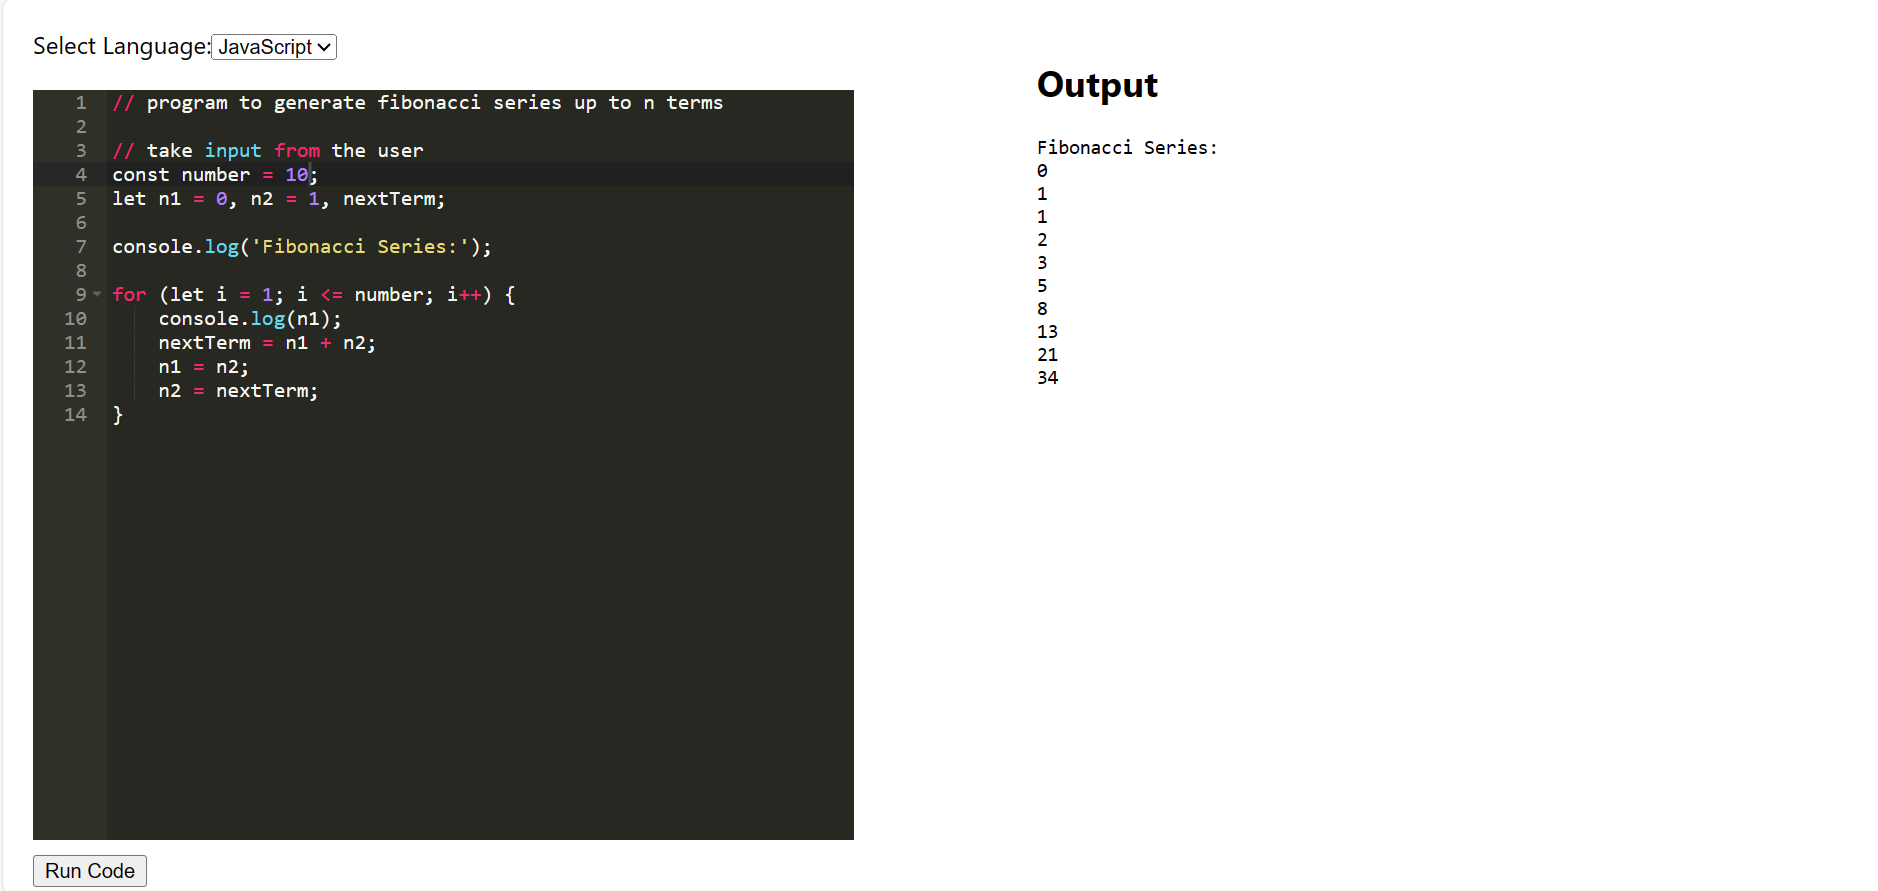 Select Language: JavaScript
1 // program to generate fibonacci series up to n terms
2
3 // take input from the user
4 const number = 10;
5 let n1 = 0, n2 = 1, nextTerm;
6
7 console.log('Fibonacci Series:');
8
9 for (let i = 1; i <= number; i++) {
10     console.log(n1);
11     nextTerm = n1 + n2;
12     n1 = n2;
13     n2 = nextTerm;
14 }
Run Code
Output
Fibonacci Series:
0
1
1
2
3
5
8
13
21
34